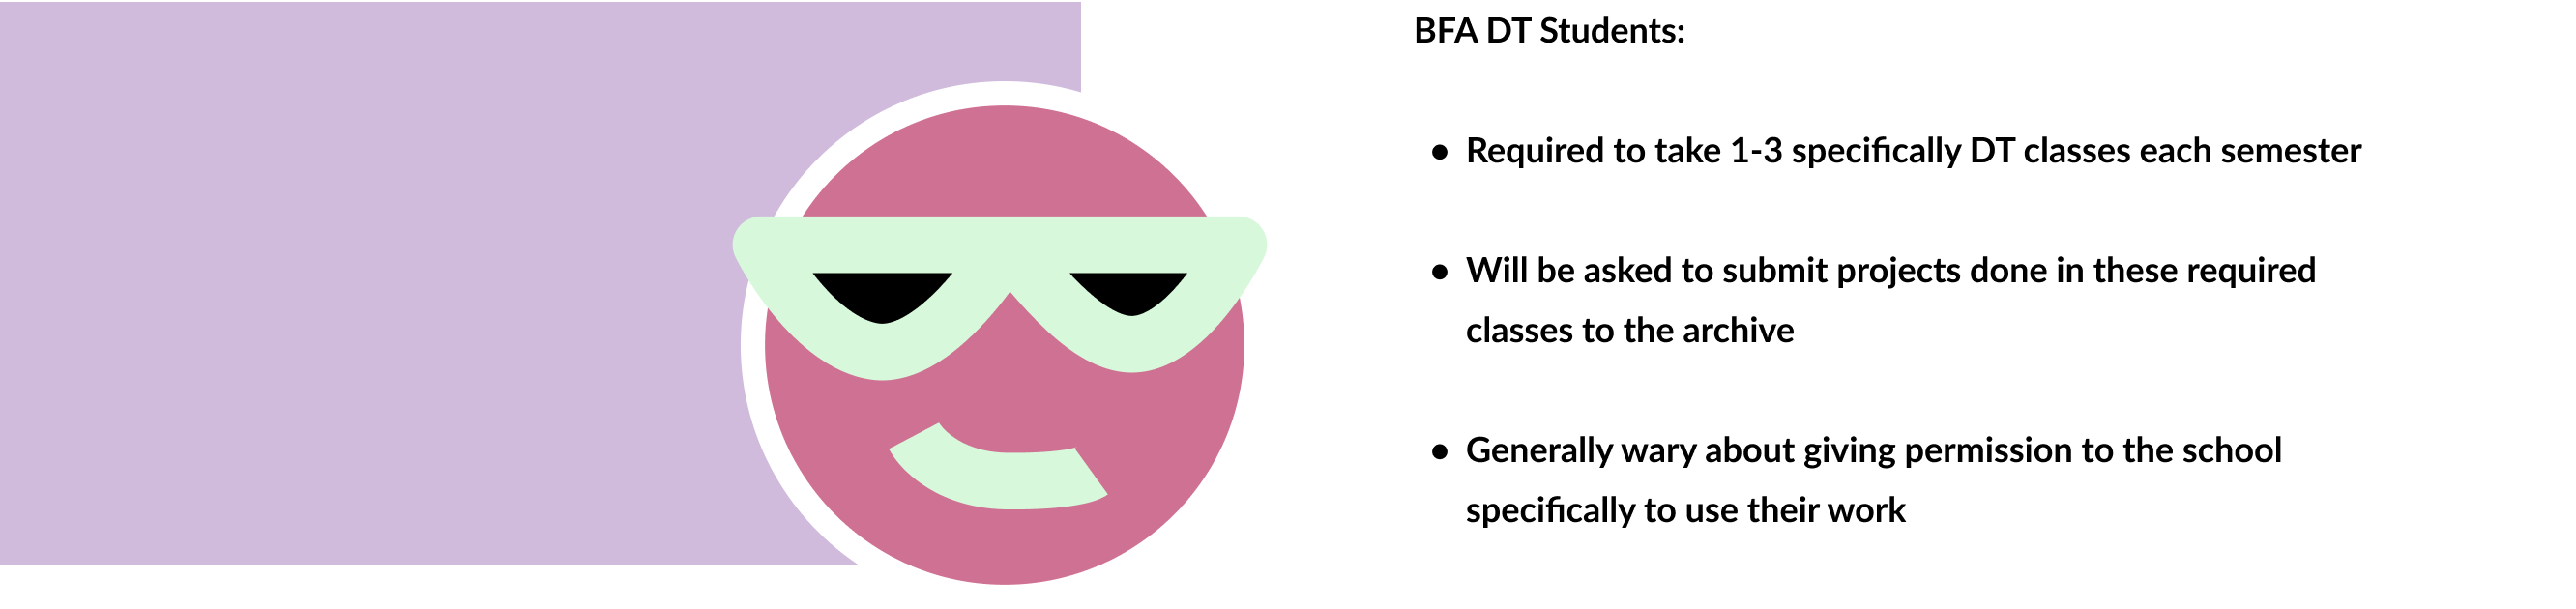 BFA DT Students:
● Required to take 1-3 specifically DT classes each semester
● Will be asked to submit projects done in these required
classes to the archive
● Generally wary about giving permission to the school
specifically to use their work